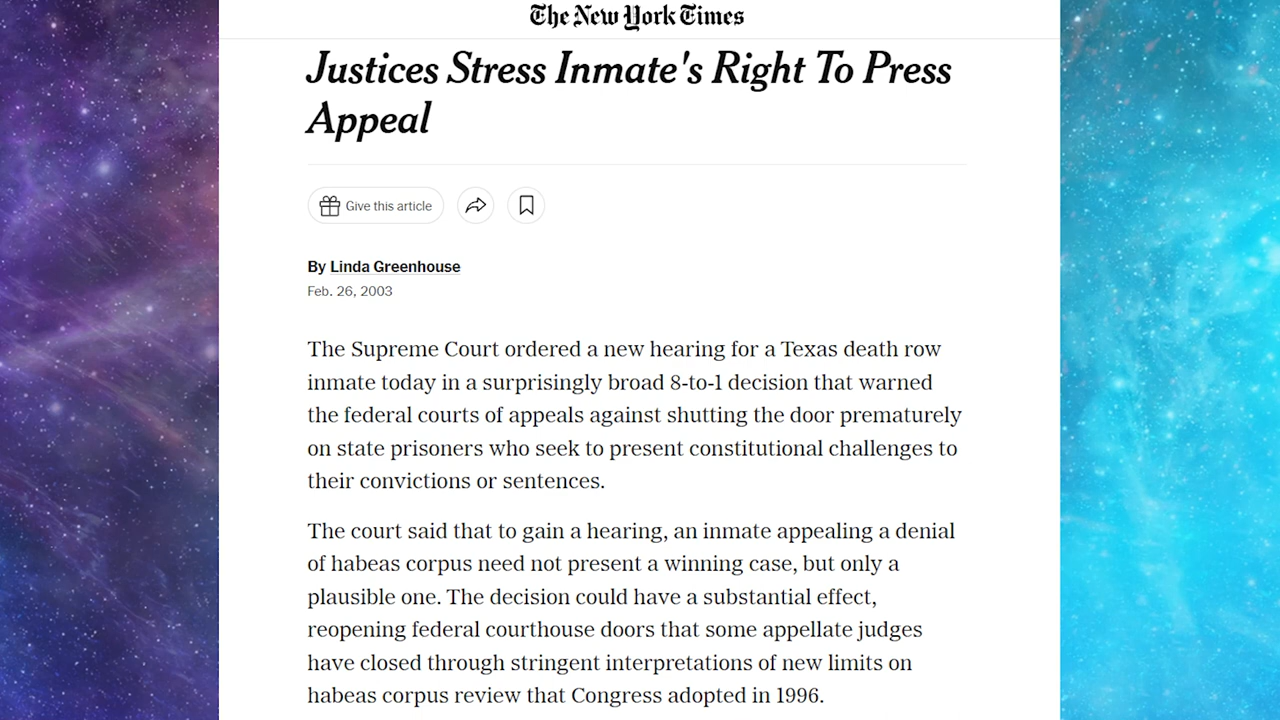 The New York Times
Justices Stress Inmate's Right To Press
Appeal
Give this article
By Linda Greenhouse
Feb. 26, 2003
The Supreme Court ordered a new hearing for a Texas death row
inmate today in a surprisingly broad 8-to-1 decision that warned
the federal courts of appeals against shutting the door prematurely
on state prisoners who seek to present constitutional challenges to
their convictions or sentences.
The court said that to gain a hearing, an inmate appealing a denial
of habeas corpus need not present a winning case, but only a
plausible one. The decision could have a substantial effect,
reopening federal courthouse doors that some appellate judges
have closed through stringent interpretations of new limits on
habeas corpus review that Congress adopted in 1996.